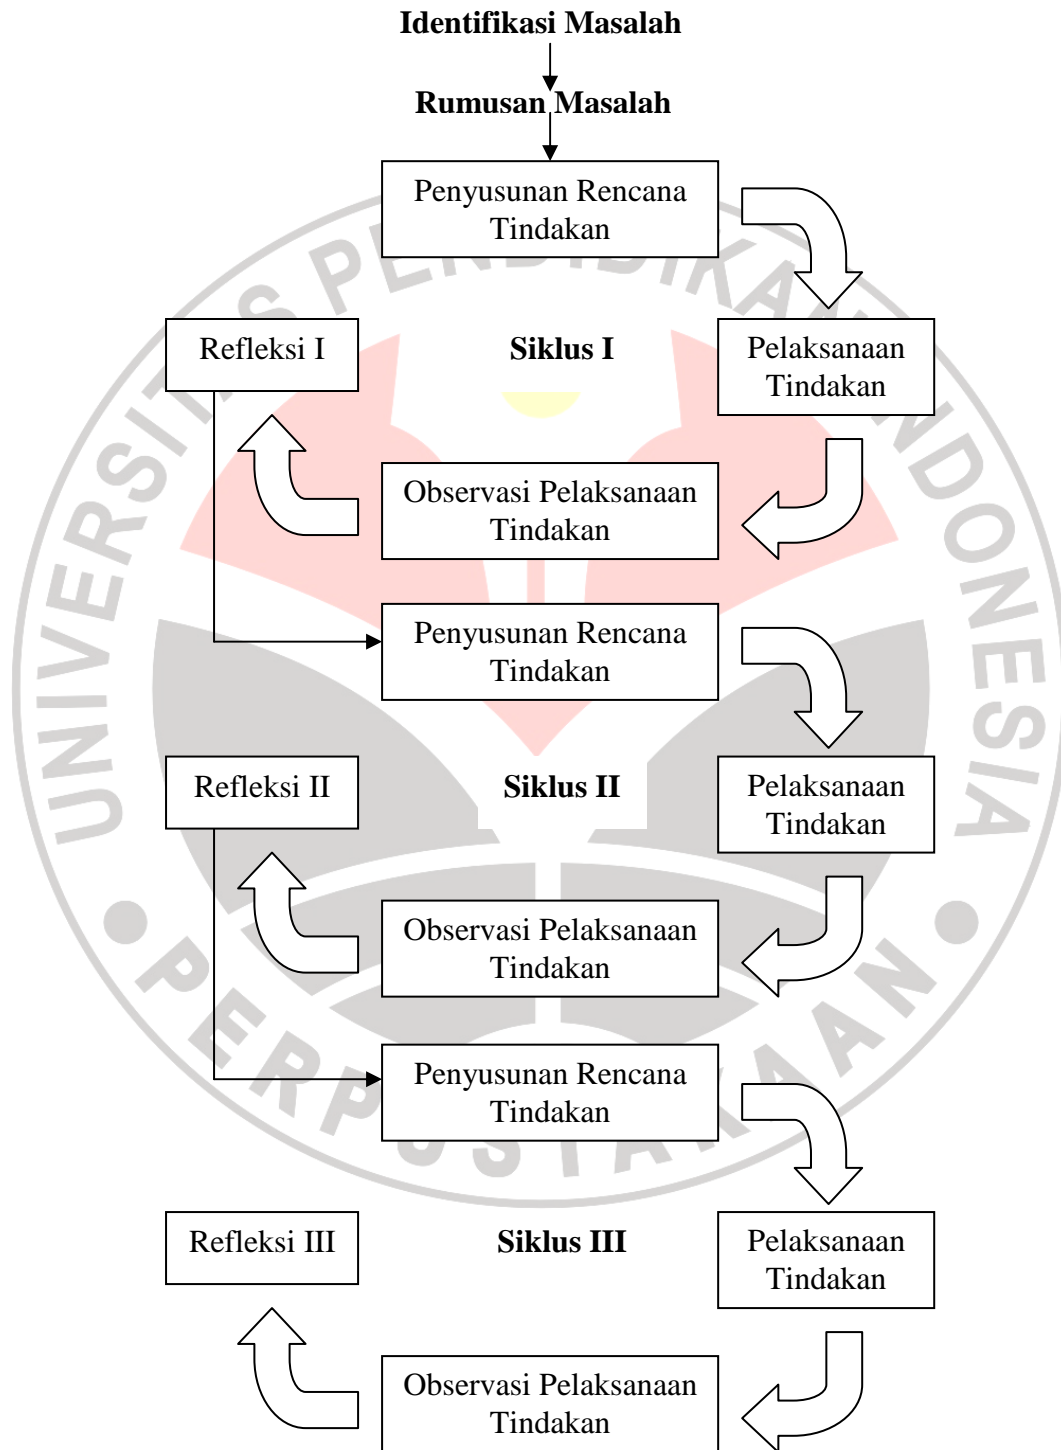 Identifikasi Masalah
Rumusan Masalah
Penyusunan Rencana
Tindakan
Refleksi I
Siklus I
Pelaksanaan
Tindakan
Observasi Pelaksanaan
Tindakan
Penyusunan Rencana
Tindakan
Refleksi II
Siklus II
Pelaksanaan
Tindakan
Observasi Pelaksanaan
Tindakan
Penyusunan Rencana
Tindakan
Refleksi III
Siklus III
Pelaksanaan
Tindakan
Observasi Pelaksanaan
Tindakan
UNIVERSITAS PENDIDIKAN INDONESIA
PERPUSTAKAAN